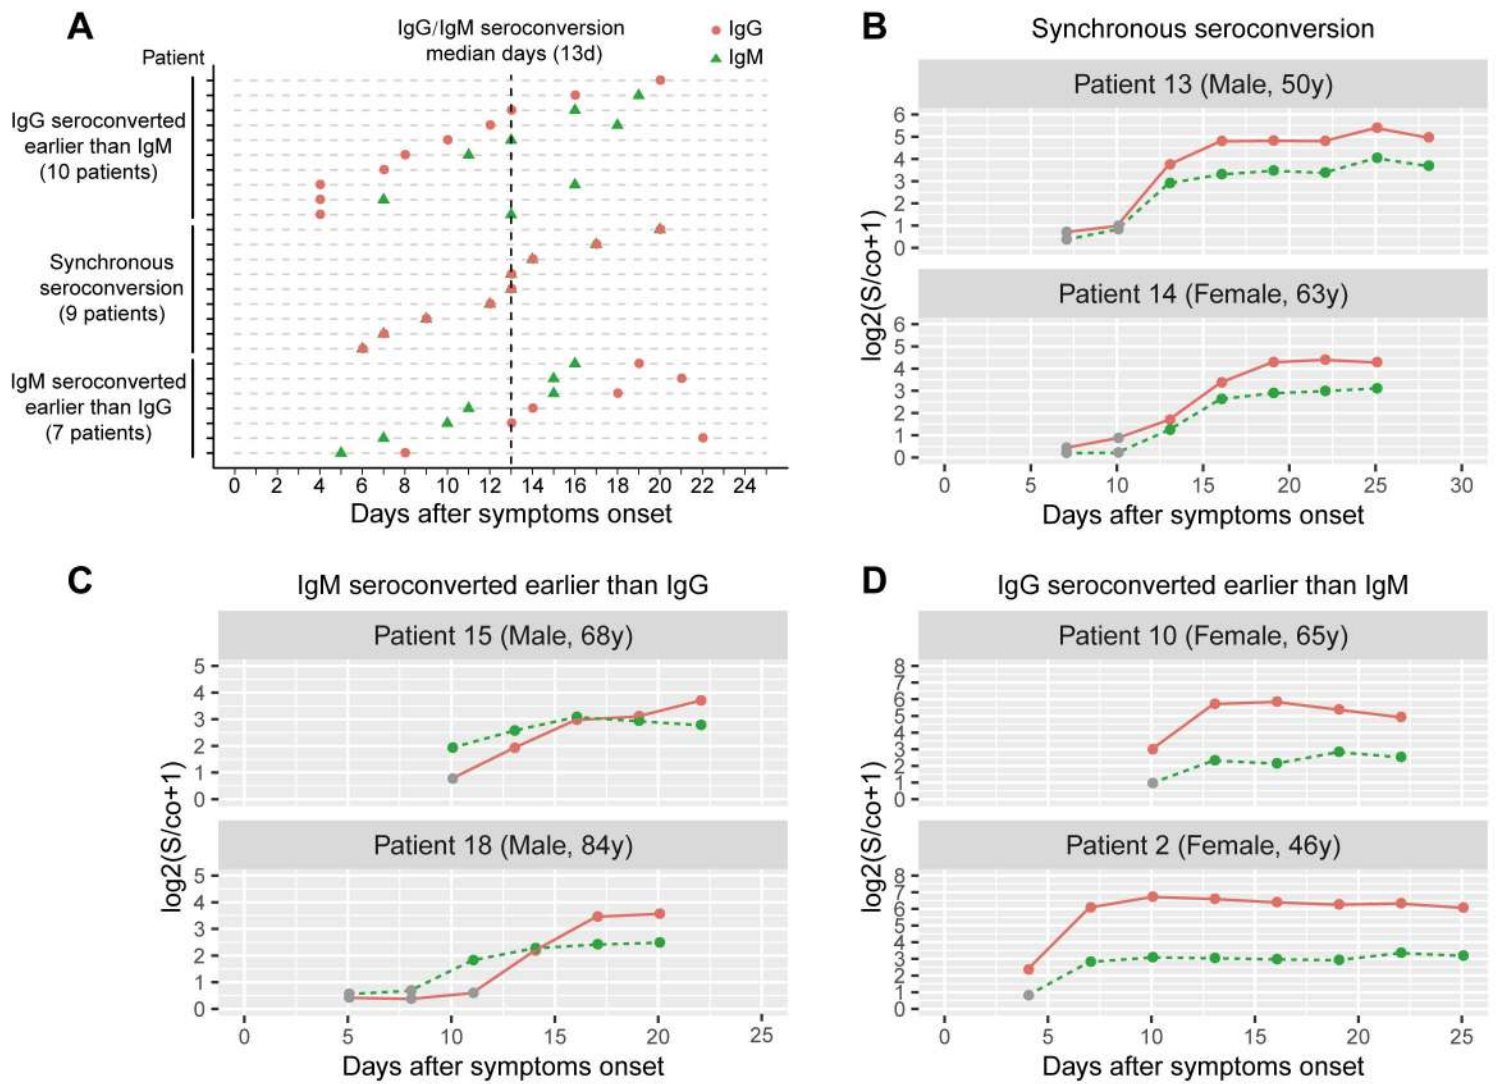 A
IgG/IgM seroconversion
median days (13d)
IgG
IgM
Patient
IgG seroconverted
earlier than IgM
(10 patients)
Synchronous
seroconversion
(9 patients)
IgM seroconverted
earlier than IgG
(7 patients)
0 2 4 6 8 10 12 14 16 18 20 22 24
Days after symptoms onset
B
Synchronous seroconversion
Patient 13 (Male, 50y)
6
5
4
3
2
1
0
Patient 14 (Female, 63y)
6
5
4
3
2
1
0
log2(S/co+1)
0 5 10 15 20 25 30
Days after symptoms onset
C
IgM seroconverted earlier than IgG
Patient 15 (Male, 68y)
5
4
3
2
1
0
Patient 18 (Male, 84y)
5
4
3
2
1
0
log2(S/co+1)
0 5 10 15 20 25
Days after symptoms onset
D
IgG seroconverted earlier than IgM
Patient 10 (Female, 65y)
8
7
6
5
4
3
2
1
0
Patient 2 (Female, 46y)
8
7
6
5
4
3
2
1
0
log2(S/co+1)
0 5 10 15 20 25
Days after symptoms onset